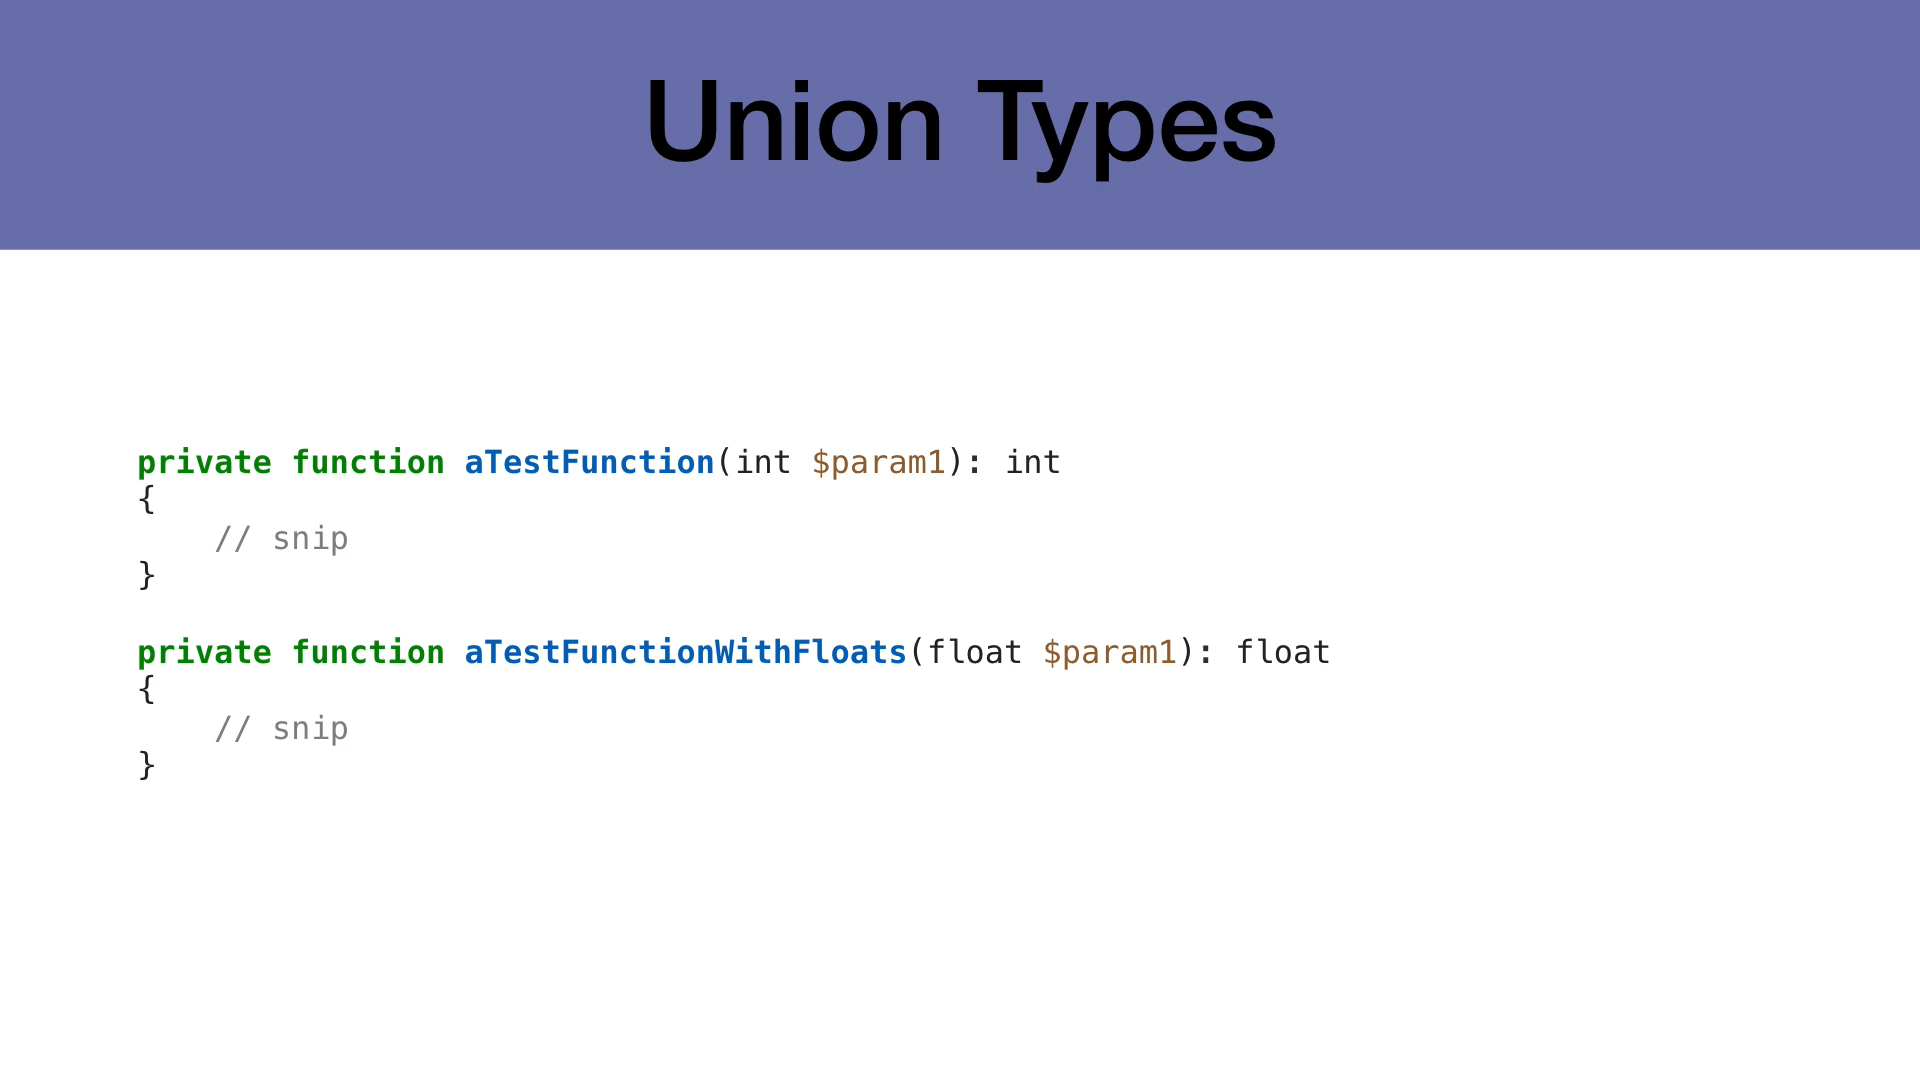 Union Types
private function aTestFunction(int $param1): int
{
    // snip
}
private function aTestFunctionWithFloats(float $param1): float
{
    // snip
}